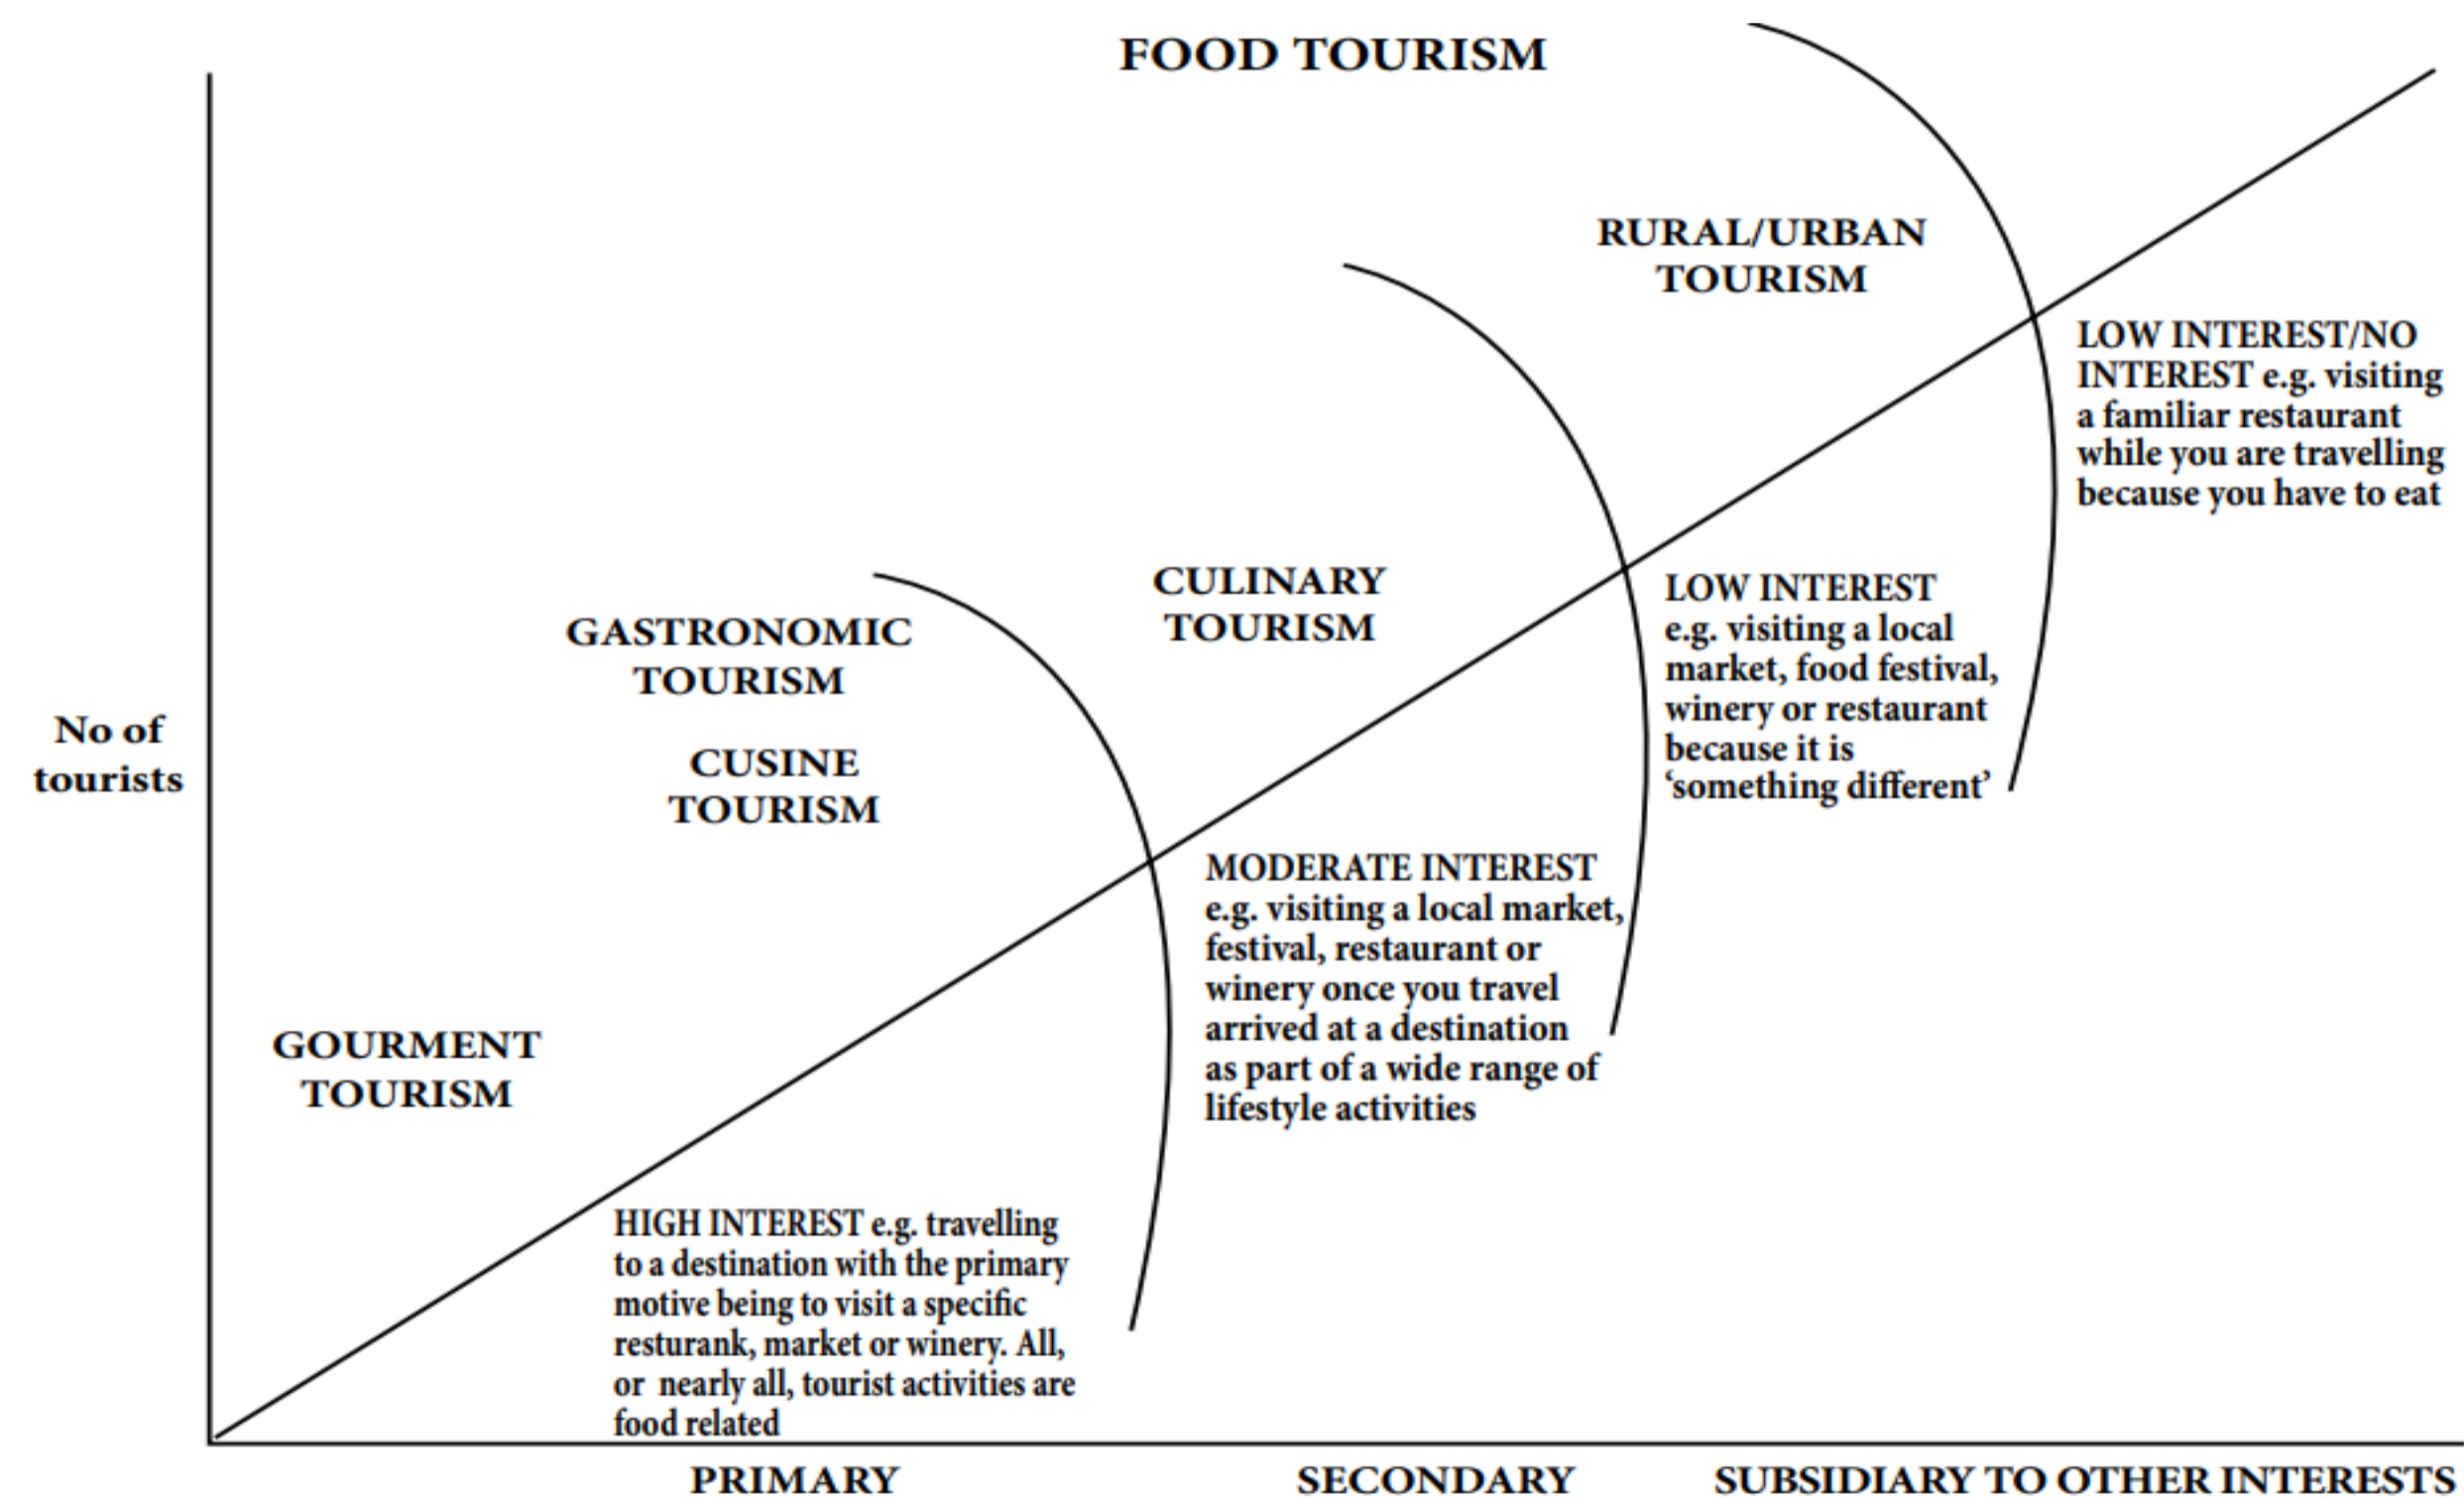 FOOD TOURISM
RURAL/URBAN
TOURISM
LOW INTEREST/NO
INTEREST e.g. visiting
a familiar restaurant
while you are travelling
because you have to eat
CULINARY
TOURISM
LOW INTEREST
e.g. visiting a local
market, food festival,
winery or restaurant
because it is
‘something different’
GASTRONOMIC
TOURISM
CUSINE
TOURISM
No of
tourists
MODERATE INTEREST
e.g. visiting a local market,
festival, restaurant or
winery once you travel
arrived at a destination
as part of a wide range of
lifestyle activities
GOURMENT
TOURISM
HIGH INTEREST e.g. travelling
to a destination with the primary
motive being to visit a specific
resturank, market or winery. All,
or nearly all, tourist activities are
food related
PRIMARY
SECONDARY
SUBSIDIARY TO OTHER INTERESTS